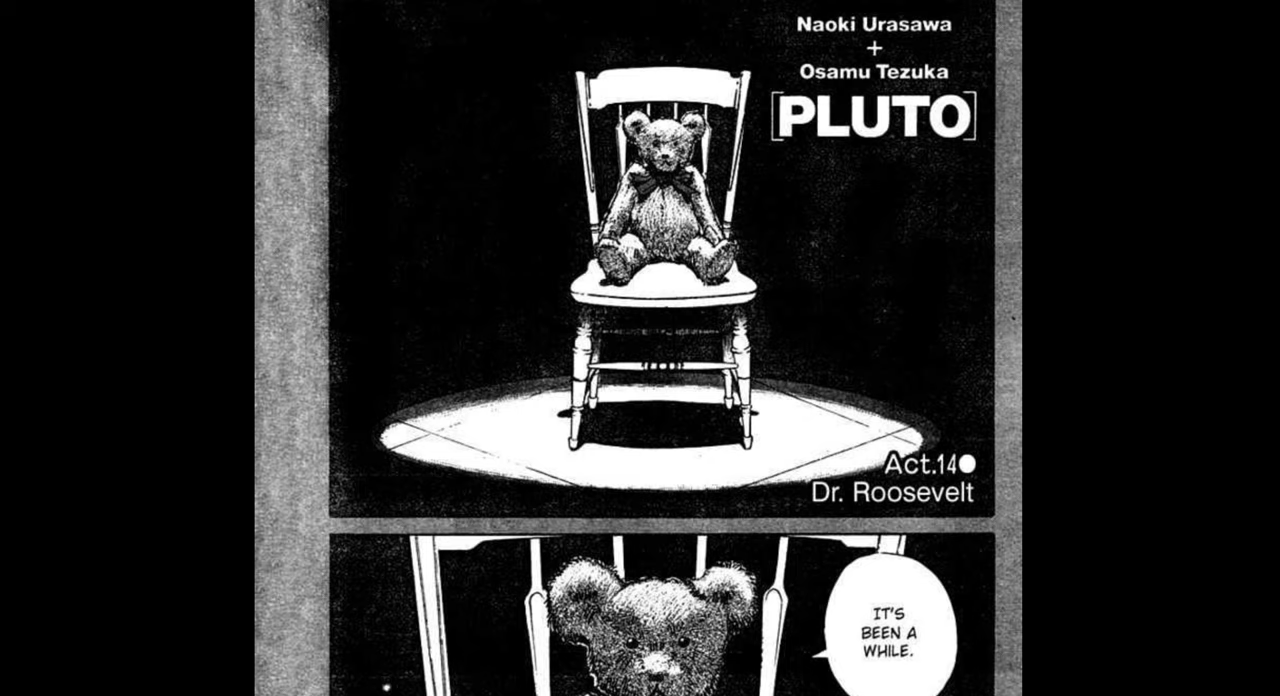 Naoki Urasawa
+
Osamu Tezuka
[PLUTO]
Act.14●
Dr. Roosevelt
IT'S
BEEN A
WHILE.